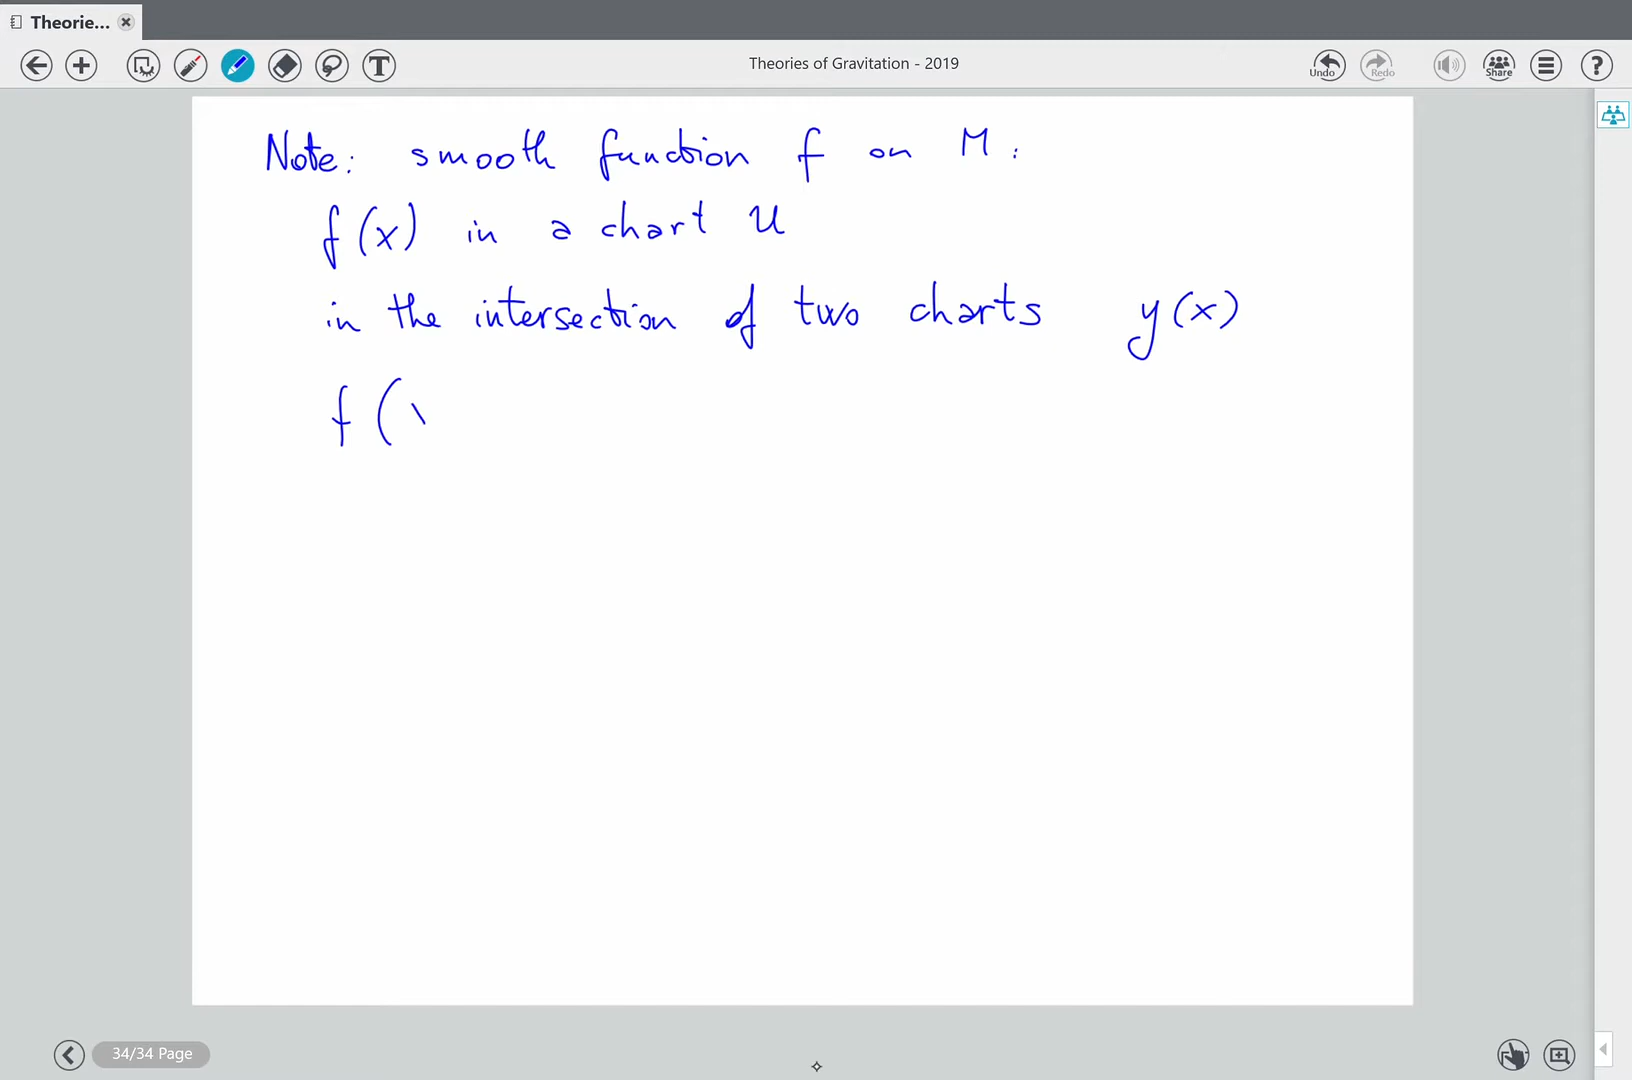 Theorie...
Theories of Gravitation - 2019
Undo
Redo
Share
Note: smooth function f on M:
f(x) in a chart U
in the intersection of two charts y(x)
f(
34/34 Page